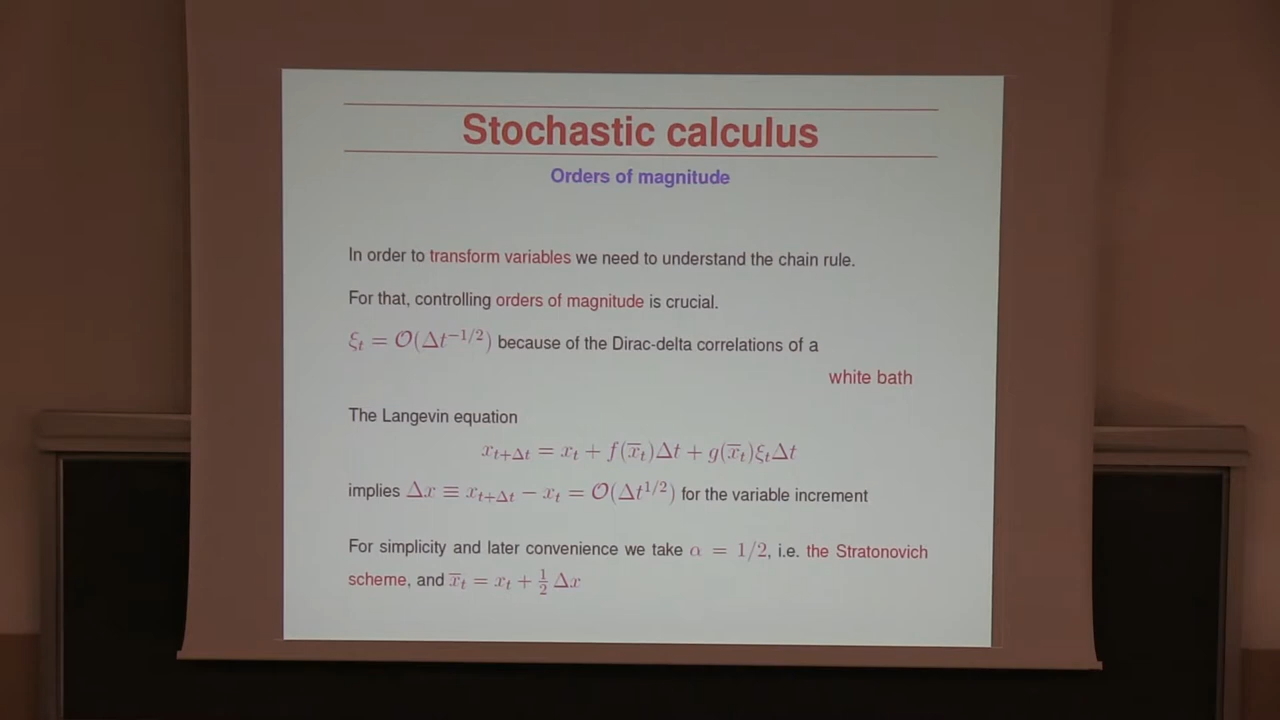 Stochastic calculus
Orders of magnitude
In order to transform variables we need to understand the chain rule.
For that, controlling orders of magnitude is crucial.
ξₜ = 𝒪(Δt⁻¹ᐟ²) because of the Dirac-delta correlations of a
white bath
The Langevin equation
x_{t+Δt} = x_t + f(x̅_t)Δt + g(x̅_t)ξ_tΔt
implies Δx ≡ x_{t+Δt} − x_t = 𝒪(Δt^{1/2}) for the variable increment
For simplicity and later convenience we take α = 1/2, i.e. the Stratonovich
scheme, and x̅_t = x_t + ½ Δx